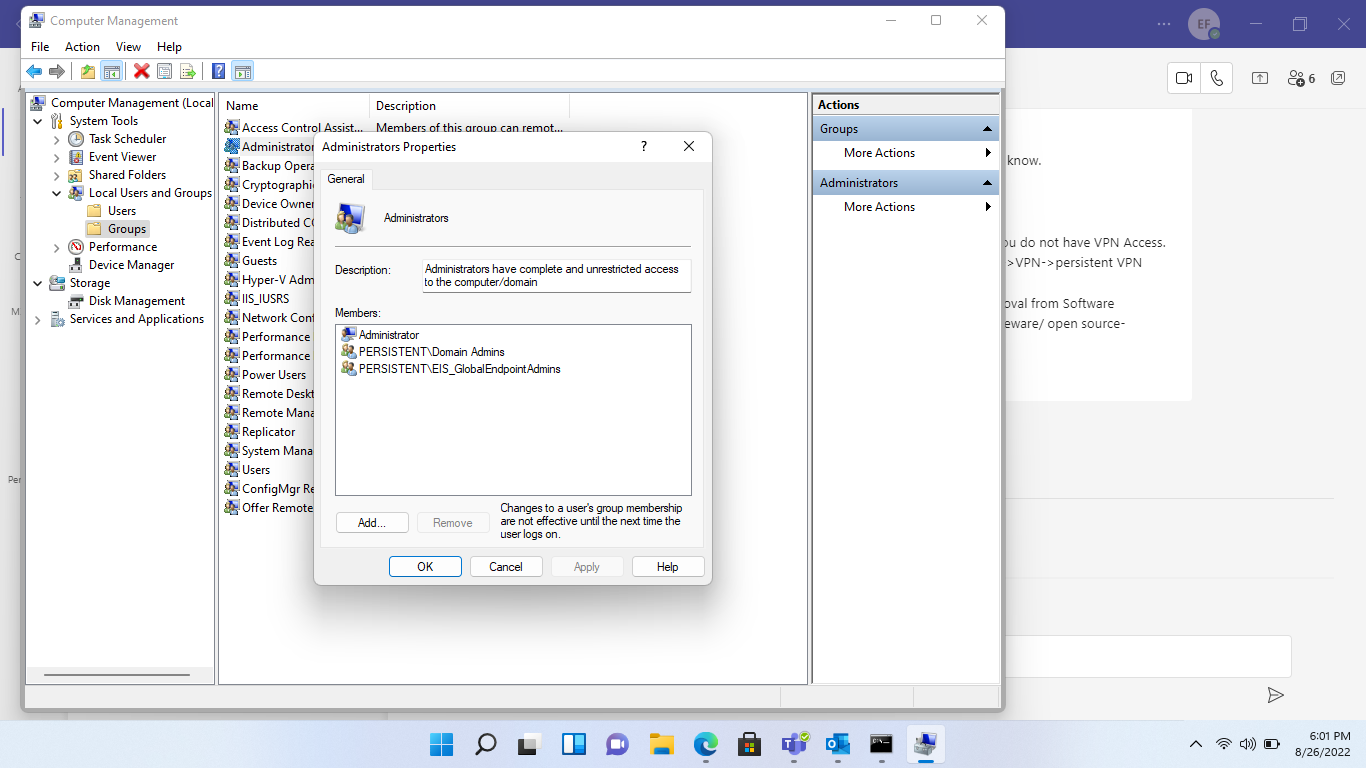 Computer Management
File Action View Help
Computer Management (Local
System Tools
Task Scheduler
Event Viewer
Shared Folders
Local Users and Groups
Users
Groups
Performance
Device Manager
Storage
Disk Management
Services and Applications
Name Description
Access Control Assist... Members of this group can remot...
Administrator
Backup Opera
Cryptographi
Device Owner
Distributed CO
Event Log Rea
Guests
Hyper-V Adm
IIS_IUSRS
Network Conf
Performance
Performance
Power Users
Remote Deskt
Remote Mana
Replicator
System Mana
Users
ConfigMgr Re
Offer Remote
Administrators Properties ?
General
Administrators
Description:
Administrators have complete and unrestricted access
to the computer/domain
Members:
Administrator
PERSISTENT\Domain Admins
PERSISTENT\EIS_GlobalEndpointAdmins
Add...
Remove
Changes to a user's group membership
are not effective until the next time the
user logs on.
OK Cancel Apply Help
Actions
Groups
More Actions
Administrators
More Actions
EF
6
know.
ou do not have VPN Access.
>VPN->persistent VPN
oval from Software
eware/ open source-
Per
6:01 PM
8/26/2022